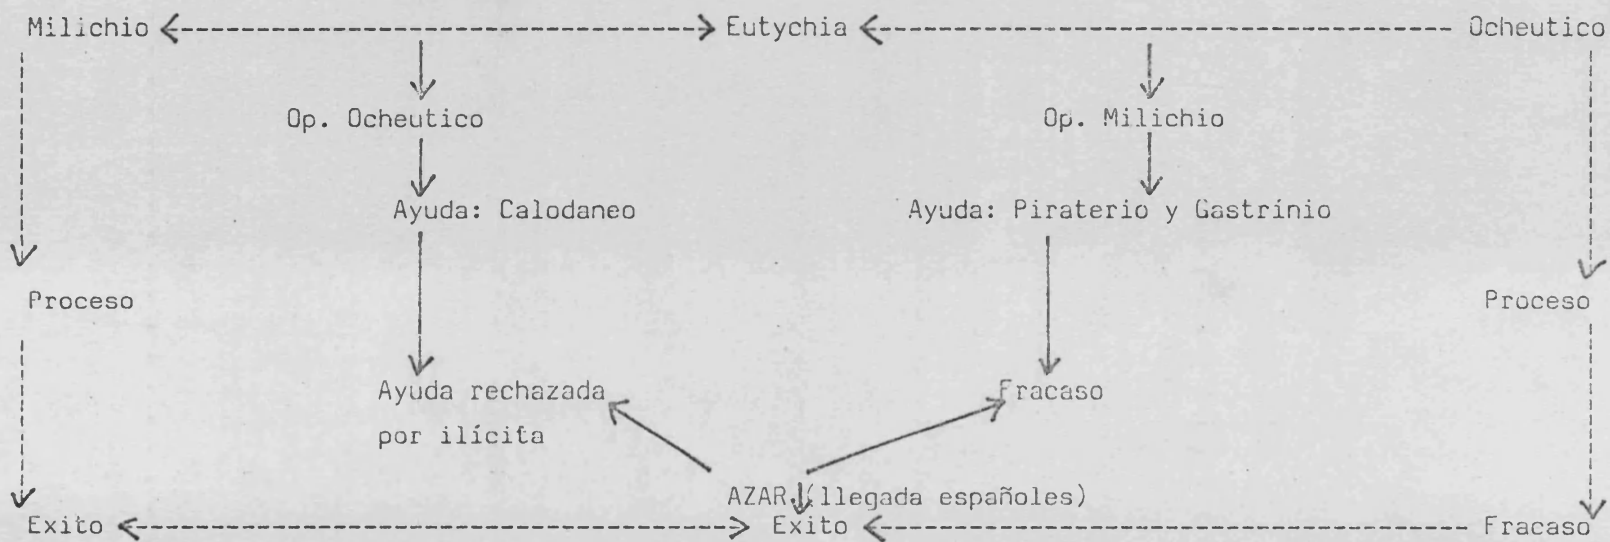 Milichio Eutychia Ocheutico
Op. Ocheutico Op. Milichio
Ayuda: Calodaneo Ayuda: Piraterio y Gastrinio
Proceso Proceso
Ayuda rechazada Fracaso
por ilícita
AZAR (llegada españoles)
Exito Exito Fracaso